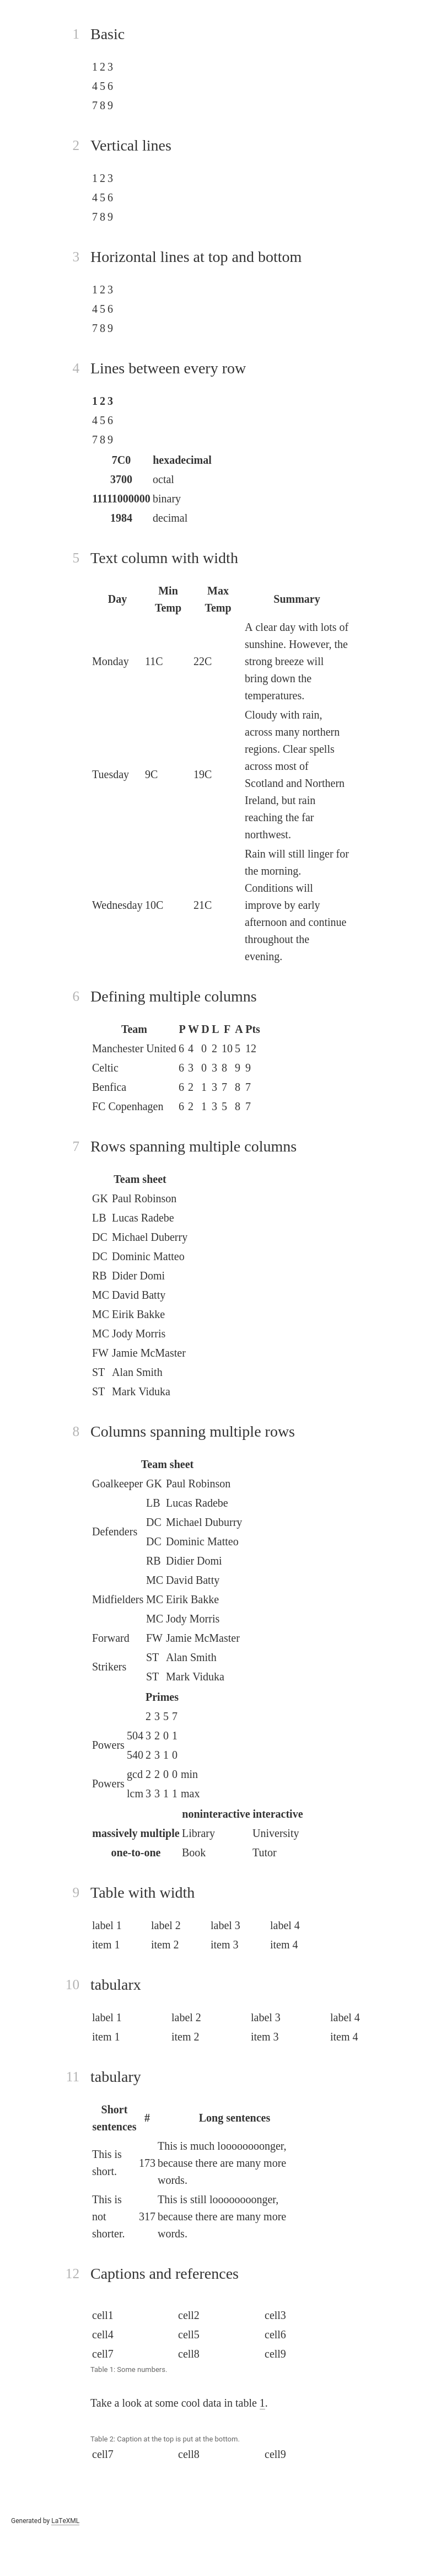 1 Basic
1 2 3
4 5 6
7 8 9
2 Vertical lines
1 2 3
4 5 6
7 8 9
3 Horizontal lines at top and bottom
1 2 3
4 5 6
7 8 9
4 Lines between every row
1 2 3
4 5 6
7 8 9
7C0 hexadecimal
3700 octal
11111000000 binary
1984 decimal
5 Text column with width
Day Min Temp Max Temp Summary
Monday 11C 22C A clear day with lots of
sunshine. However, the
strong breeze will
bring down the
temperatures.
Tuesday 9C 19C Cloudy with rain,
across many northern
regions. Clear spells
across most of
Scotland and Northern
Ireland, but rain
reaching the far
northwest.
Wednesday 10C 21C Rain will still linger for
the morning.
Conditions will
improve by early
afternoon and continue
throughout the
evening.
6 Defining multiple columns
Team P W D L F A Pts
Manchester United 6 4 0 2 10 5 12
Celtic 6 3 0 3 8 9 9
Benfica 6 2 1 3 7 8 7
FC Copenhagen 6 2 1 3 5 8 7
7 Rows spanning multiple columns
Team sheet
GK Paul Robinson
LB Lucas Radebe
DC Michael Duberry
DC Dominic Matteo
RB Dider Domi
MC David Batty
MC Eirik Bakke
MC Jody Morris
FW Jamie McMaster
ST Alan Smith
ST Mark Viduka
8 Columns spanning multiple rows
Team sheet
Goalkeeper GK Paul Robinson
Defenders LB Lucas Radebe
DC Michael Duburry
DC Dominic Matteo
RB Didier Domi
Midfielders MC David Batty
MC Eirik Bakke
MC Jody Morris
Forward FW Jamie McMaster
Strikers ST Alan Smith
ST Mark Viduka
Primes
2 3 5 7
Powers 504 3 2 0 1
540 2 3 1 0
Powers gcd 2 2 0 0 min
lcm 3 3 1 1 max
noninteractive interactive
massively multiple Library University
one-to-one Book Tutor
9 Table with width
label 1 label 2 label 3 label 4
item 1 item 2 item 3 item 4
10 tabularx
label 1 label 2 label 3 label 4
item 1 item 2 item 3 item 4
11 tabulary
Short sentences # Long sentences
This is short. 173 This is much loooooooonger,
because there are many more
words.
This is not shorter. 317 This is still loooooooonger,
because there are many more
words.
12 Captions and references
cell1 cell2 cell3
cell4 cell5 cell6
cell7 cell8 cell9
Table 1: Some numbers.
Take a look at some cool data in table 1.
Table 2: Caption at the top is put at the bottom.
cell7 cell8 cell9
Generated by LaTeXML